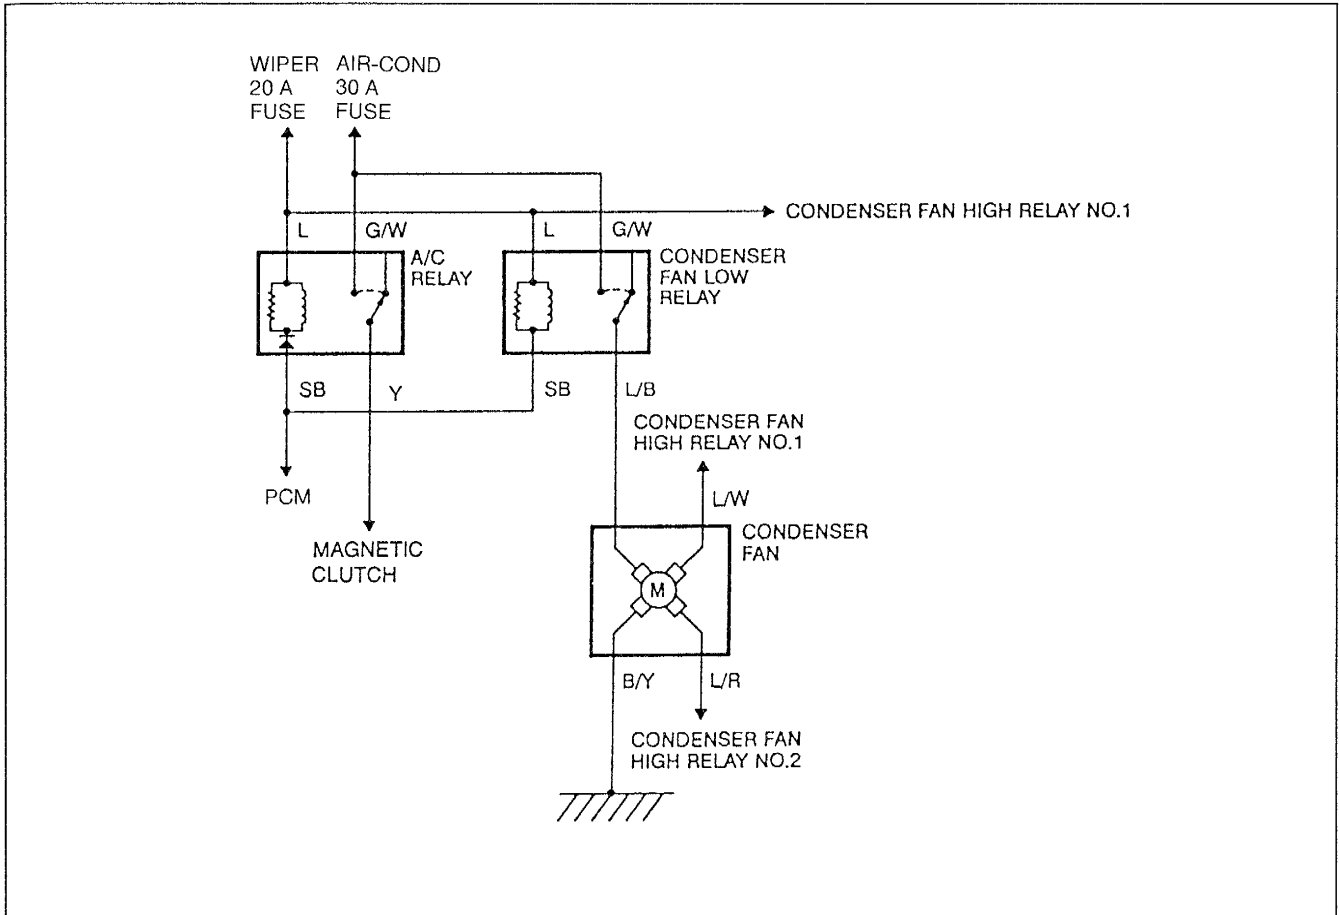 WIPER
20 A
FUSE
AIR-COND
30 A
FUSE
CONDENSER FAN HIGH RELAY NO.1
L
G/W
L
G/W
A/C
RELAY
CONDENSER
FAN LOW
RELAY
SB
Y
SB
L/B
CONDENSER FAN
HIGH RELAY NO.1
PCM
L/W
MAGNETIC
CLUTCH
CONDENSER
FAN
M
B/Y
L/R
CONDENSER FAN
HIGH RELAY NO.2